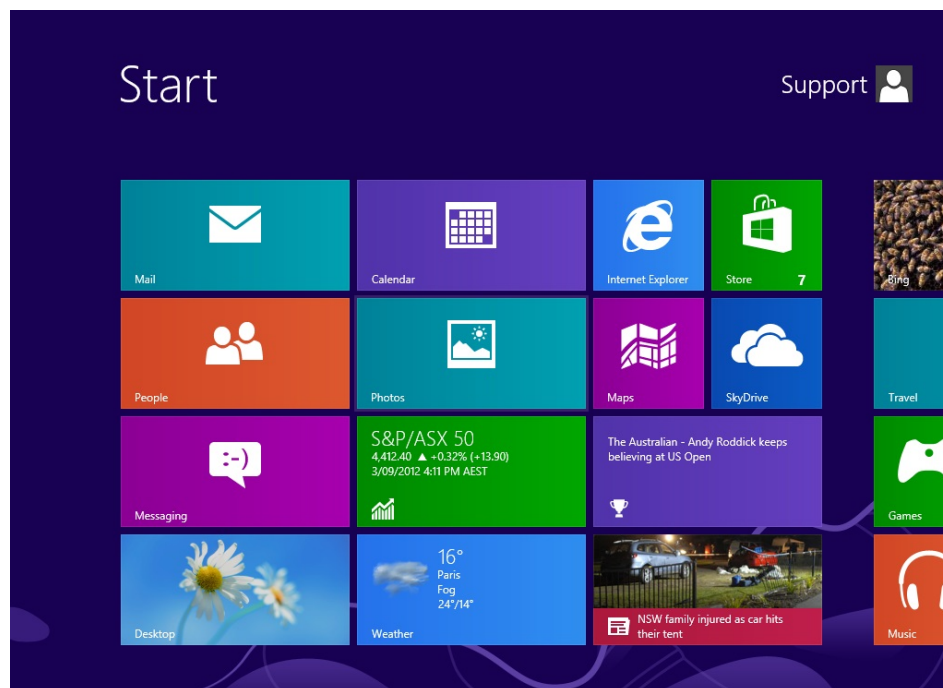 Start
Support
Mail
Calendar
Internet Explorer
Store
7
Bing
People
Photos
Maps
SkyDrive
Travel
Messaging
:-)
S&P/ASX 50
4,412.40 ▲ +0.32% (+13.90)
3/09/2012 4:11 PM AEST
The Australian - Andy Roddick keeps
believing at US Open
Games
Desktop
16°
Paris
Fog
24°/14°
Weather
NSW family injured as car hits
their tent
Music